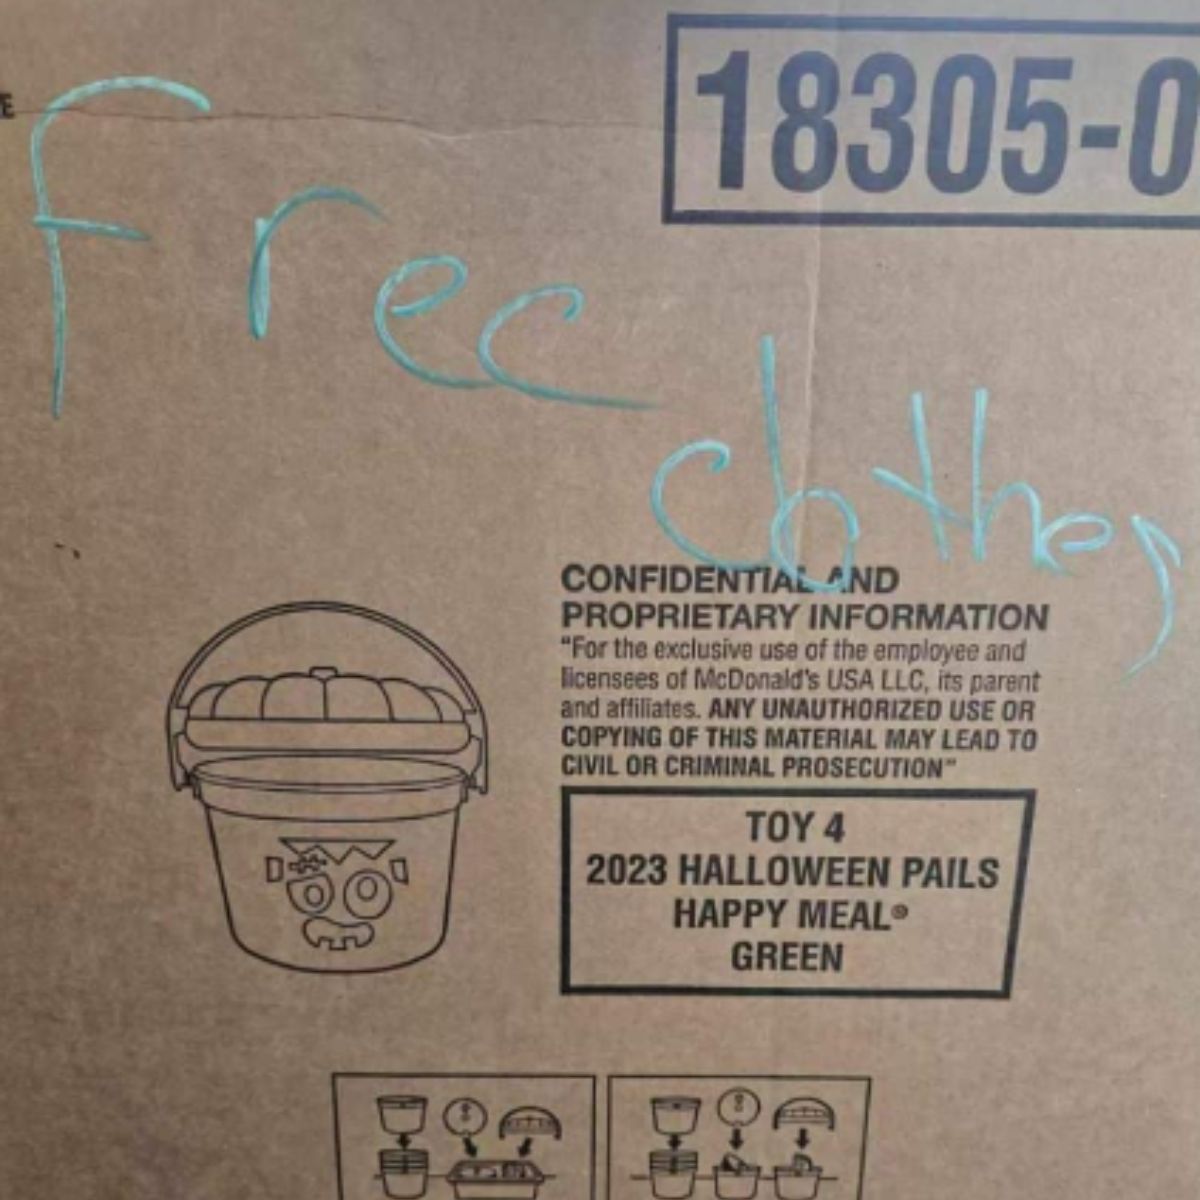 E
18305-0
Free
clothes
CONFIDENTIAL AND
PROPRIETARY INFORMATION
"For the exclusive use of the employee and
licensees of McDonald's USA LLC, its parent
and affiliates. ANY UNAUTHORIZED USE OR
COPYING OF THIS MATERIAL MAY LEAD TO
CIVIL OR CRIMINAL PROSECUTION"
TOY 4
2023 HALLOWEEN PAILS
HAPPY MEAL®
GREEN